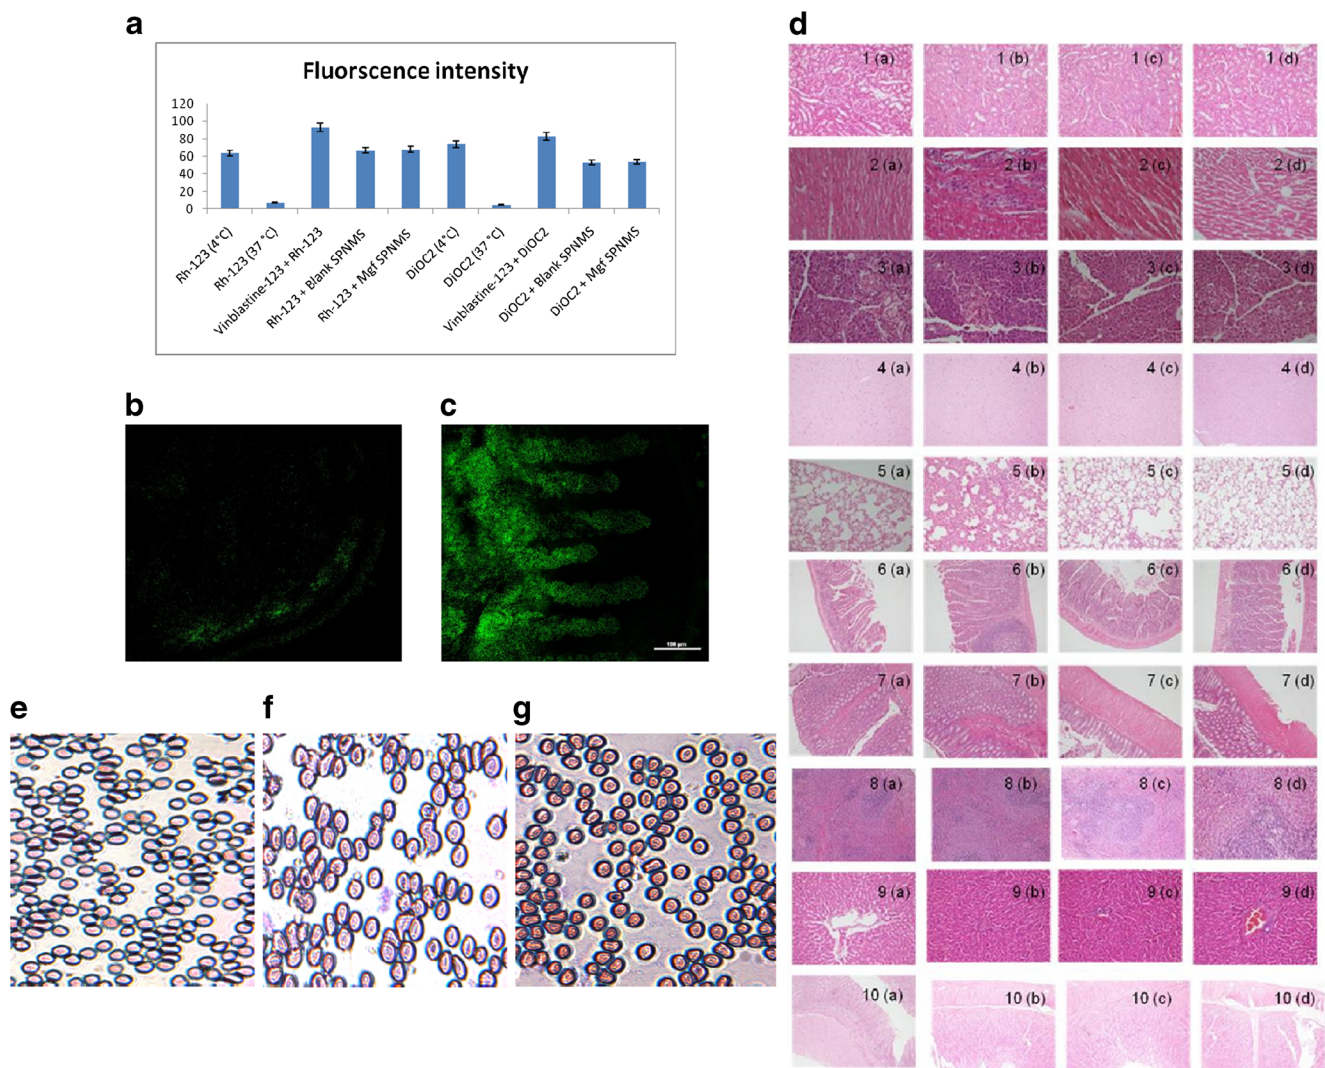 a
Fluorscence intensity
120
100
80
60
40
20
0
Rh-123 (4°C)
Rh-123 (37 °C)
Vinblastine-123 + Rh-123
Rh-123 + Blank SPNMS
Rh-123 + Mgf SPNMS
DiOC2 (4°C)
DiOC2 (37 °C)
Vinblastine-123 + DiOC2
DiOC2 + Blank SPNMS
DiOC2 + Mgf SPNMS
b
c
100 µm
e
f
g
d
1 (a) 1 (b) 1 (c) 1 (d)
2 (a) 2 (b) 2 (c) 2 (d)
3 (a) 3 (b) 3 (c) 3 (d)
4 (a) 4 (b) 4 (c) 4 (d)
5 (a) 5 (b) 5 (c) 5 (d)
6 (a) 6 (b) 6 (c) 6 (d)
7 (a) 7 (b) 7 (c) 7 (d)
8 (a) 8 (b) 8 (c) 8 (d)
9 (a) 9 (b) 9 (c) 9 (d)
10 (a) 10 (b) 10 (c) 10 (d)